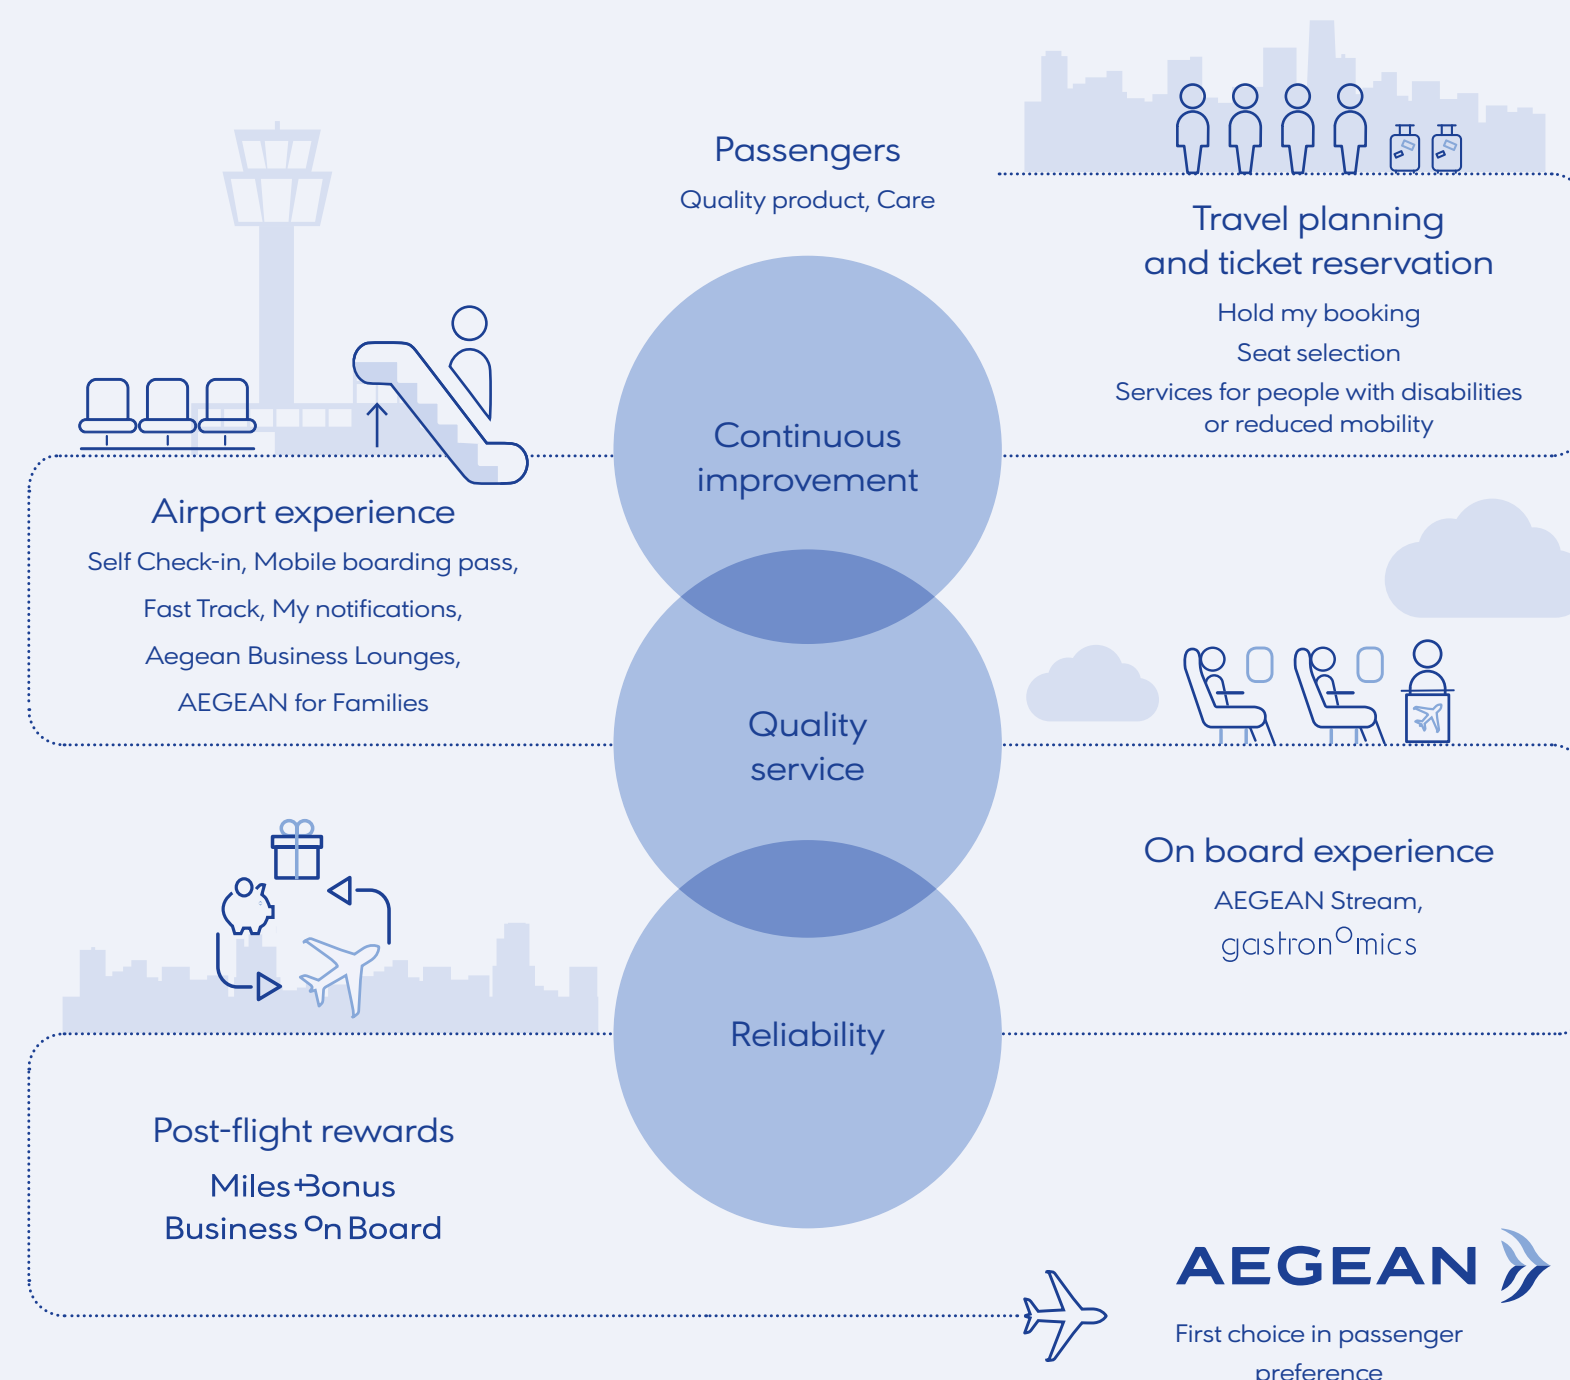 Passengers
Quality product, Care
Travel planning
and ticket reservation
Hold my booking
Seat selection
Services for people with disabilities
or reduced mobility
Continuous
improvement
Airport experience
Self Check-in, Mobile boarding pass,
Fast Track, My notifications,
Aegean Business Lounges,
AEGEAN for Families
Quality
service
On board experience
AEGEAN Stream,
gastronomics
Reliability
Post-flight rewards
Miles+Bonus
Business On Board
AEGEAN
First choice in passenger
preference